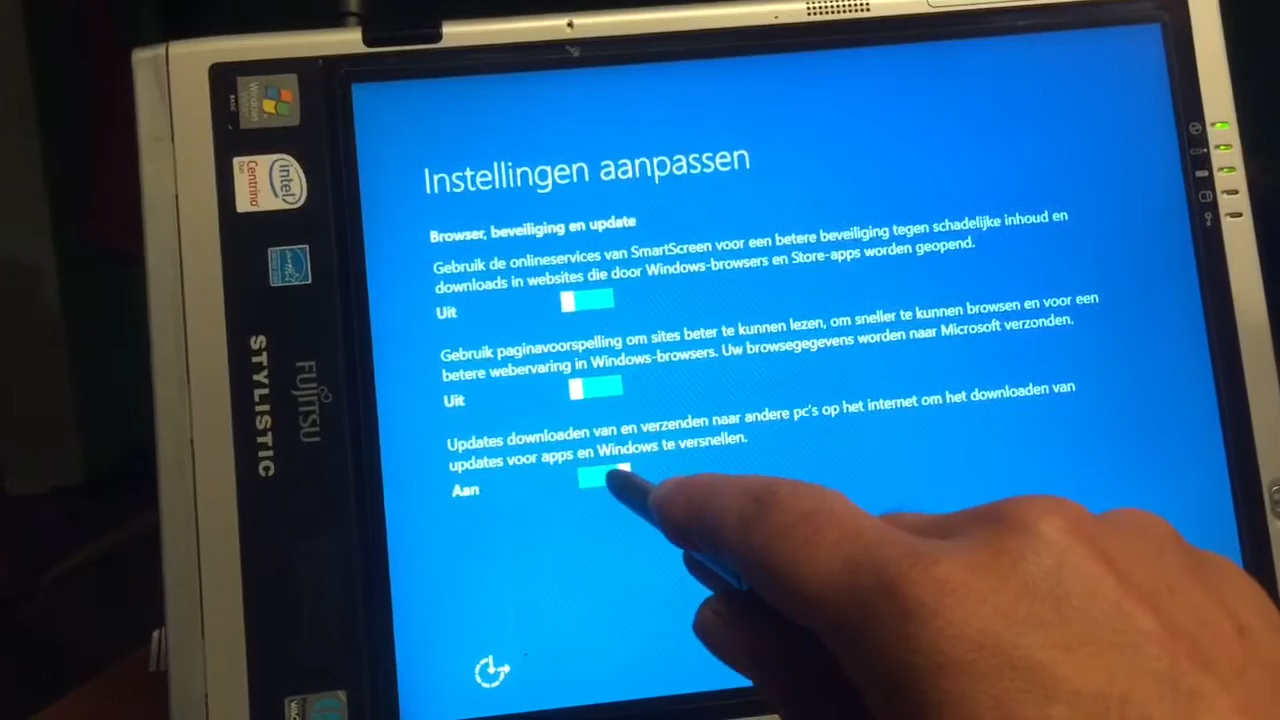 Instellingen aanpassen
Browser, beveiliging en update
Gebruik de onlineservices van SmartScreen voor een betere beveiliging tegen schadelijke inhoud en
downloads in websites die door Windows-browsers en Store-apps worden geopend.
Uit
Gebruik paginavoorspelling om sites beter te kunnen lezen, om sneller te kunnen browsen en voor een
betere webervaring in Windows-browsers. Uw browsegegevens worden naar Microsoft verzonden.
Uit
Updates downloaden van en verzenden naar andere pc's op het internet om het downloaden van
updates voor apps en Windows te versnellen.
Aan
Windows Vista
BASIC
intel
Centrino
Duo
FUJITSU
STYLISTIC